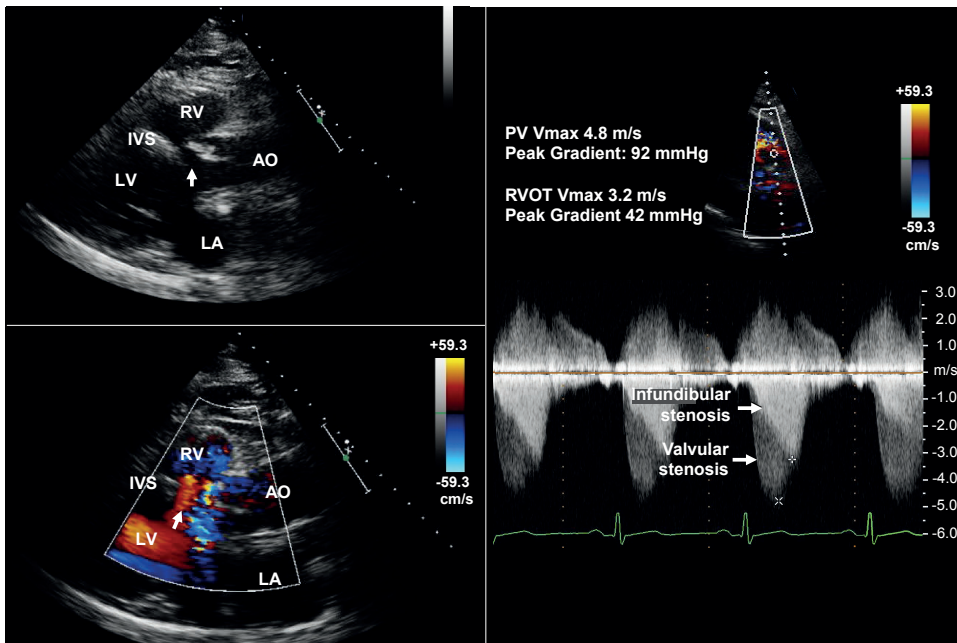 RV
IVS
AO
LV
LA
+59.3
-59.3
cm/s
RV
IVS
AO
LV
LA
PV Vmax 4.8 m/s
Peak Gradient: 92 mmHg
RVOT Vmax 3.2 m/s
Peak Gradient 42 mmHg
+59.3
-59.3
cm/s
3.0
2.0
1.0
m/s
-1.0
Infundibular
stenosis
-2.0
Valvular
stenosis
-3.0
-4.0
-5.0
-6.0